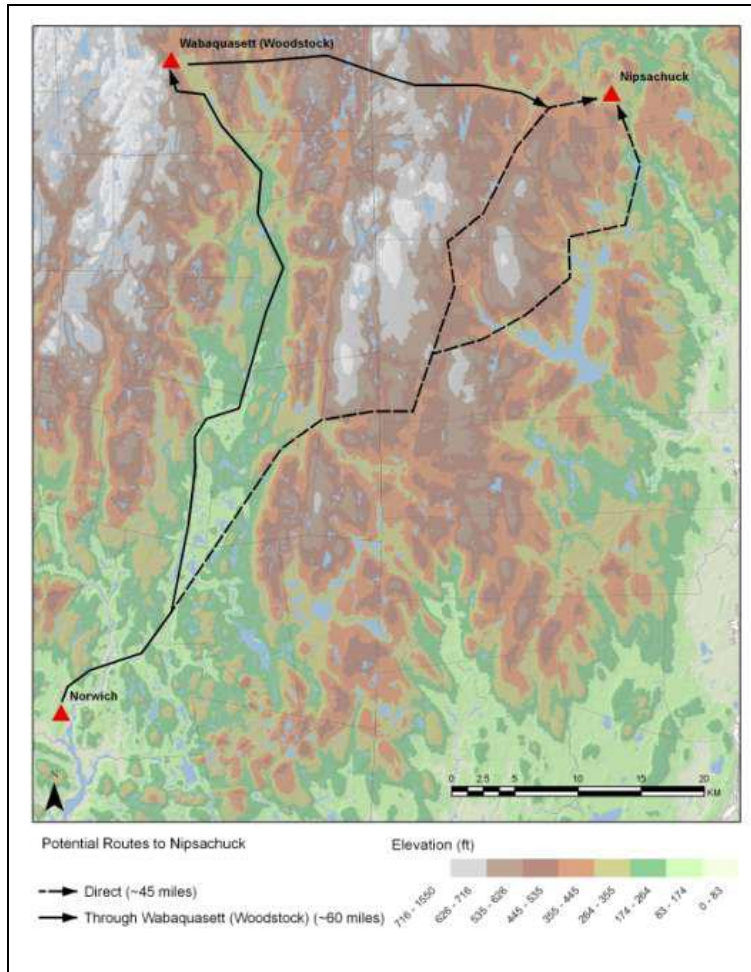 Wabaquasett (Woodstock)
Nipsachuck
Norwich
N
0 2.5 5 10 15 20
KM
Potential Routes to Nipsachuck
Elevation (ft)
Direct (~45 miles)
Through Wabaquasett (Woodstock) (~60 miles)
716 - 1550
626 - 716
535 - 626
445 - 535
355 - 445
264 - 355
174 - 264
83 - 174
0 - 83